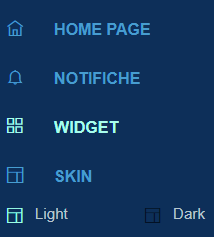 HOME PAGE
NOTIFICHE
WIDGET
SKIN
Light Dark